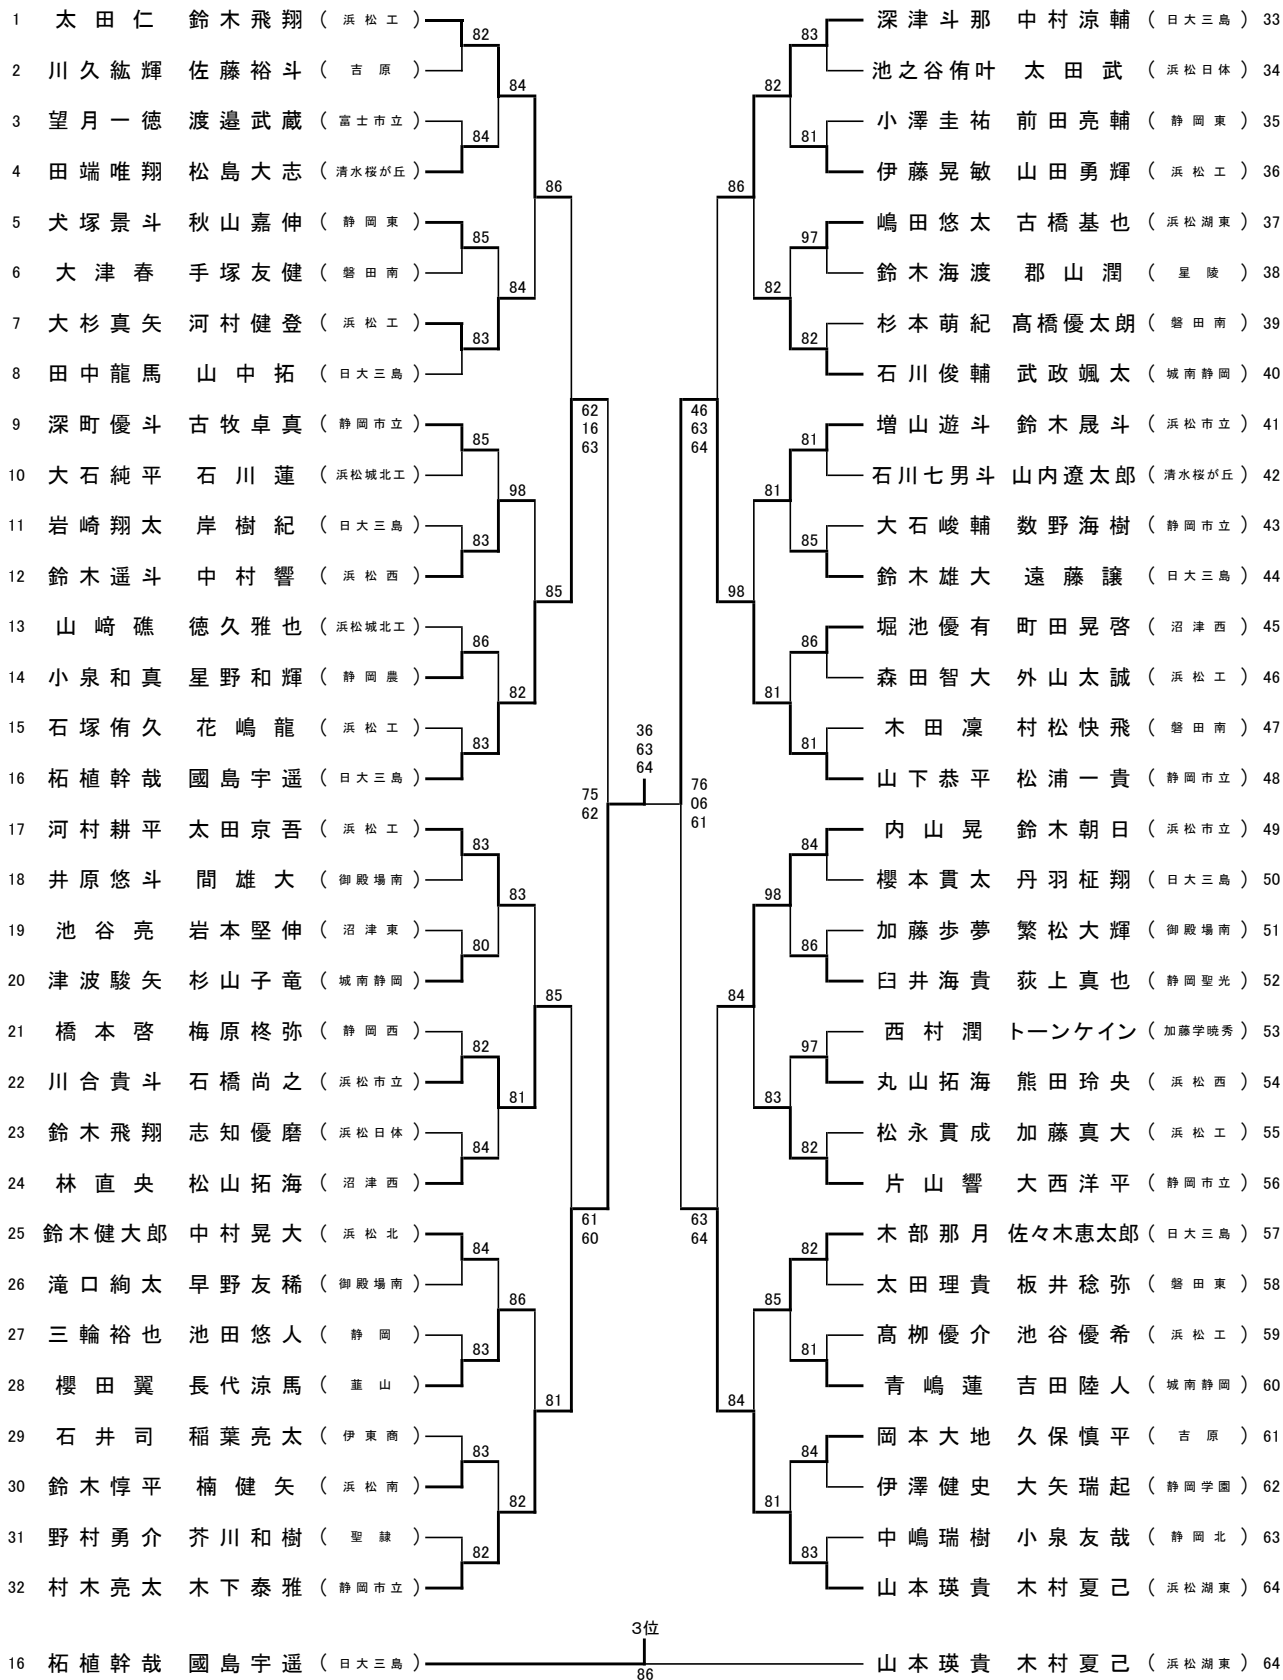 1 太田仁 鈴木飛翔 （浜松工）
2 川久紘輝 佐藤裕斗 （吉原）
3 望月一徳 渡邉武蔵 （富士市立）
4 田端唯翔 松島大志 （清水桜が丘）
5 犬塚景斗 秋山嘉伸 （静岡東）
6 大津春 手塚友健 （磐田南）
7 大杉真矢 河村健登 （浜松工）
8 田中龍馬 山中拓 （日大三島）
9 深町優斗 古牧卓真 （静岡市立）
10 大石純平 石川蓮 （浜松城北工）
11 岩崎翔太 岸樹紀 （日大三島）
12 鈴木遥斗 中村響 （浜松西）
13 山﨑礁 徳久雅也 （浜松城北工）
14 小泉和真 星野和輝 （静岡農）
15 石塚侑久 花嶋龍 （浜松工）
16 柘植幹哉 國島宇遥 （日大三島）
17 河村耕平 太田京吾 （浜松工）
18 井原悠斗 間雄大 （御殿場南）
19 池谷亮 岩本堅伸 （沼津東）
20 津波駿矢 杉山子竜 （城南静岡）
21 橋本啓 梅原柊弥 （静岡西）
22 川合貴斗 石橋尚之 （浜松市立）
23 鈴木飛翔 志知優磨 （浜松日体）
24 林直央 松山拓海 （沼津西）
25 鈴木健大郎 中村晃大 （浜松北）
26 滝口絢太 早野友稀 （御殿場南）
27 三輪裕也 池田悠人 （静岡）
28 櫻田翼 長代涼馬 （韮山）
29 石井司 稲葉亮太 （伊東商）
30 鈴木惇平 楠健矢 （浜松南）
31 野村勇介 芥川和樹 （聖隷）
32 村木亮太 木下泰雅 （静岡市立）
82
84
85
83
85
83
86
83
83
80
82
84
84
83
83
82
84
84
98
82
83
81
86
82
86
85
85
81
62
16
63
61
60
75
62
36
63
64
76
06
61
46
63
64
63
64
86
98
84
84
82
82
81
81
98
83
85
81
83
81
97
82
81
85
86
81
84
86
97
82
82
81
84
83
深津斗那 中村涼輔 （日大三島） 33
池之谷侑叶 太田武 （浜松日体） 34
小澤圭祐 前田亮輔 （静岡東） 35
伊藤晃敏 山田勇輝 （浜松工） 36
嶋田悠太 古橋基也 （浜松湖東） 37
鈴木海渡 郡山潤 （星陵） 38
杉本萌紀 髙橋優太朗 （磐田南） 39
石川俊輔 武政颯太 （城南静岡） 40
増山遊斗 鈴木晟斗 （浜松市立） 41
石川七男斗 山内遼太郎 （清水桜が丘） 42
大石峻輔 数野海樹 （静岡市立） 43
鈴木雄大 遠藤譲 （日大三島） 44
堀池優有 町田晃啓 （沼津西） 45
森田智大 外山太誠 （浜松工） 46
木田凜 村松快飛 （磐田南） 47
山下恭平 松浦一貴 （静岡市立） 48
内山晃 鈴木朝日 （浜松市立） 49
櫻本貫太 丹羽柾翔 （日大三島） 50
加藤歩夢 繁松大輝 （御殿場南） 51
臼井海貴 荻上真也 （静岡聖光） 52
西村潤 トーンケイン （加藤学暁秀） 53
丸山拓海 熊田玲央 （浜松西） 54
松永貫成 加藤真大 （浜松工） 55
片山響 大西洋平 （静岡市立） 56
木部那月 佐々木恵太郎 （日大三島） 57
太田理貴 板井稔弥 （磐田東） 58
髙栁優介 池谷優希 （浜松工） 59
青嶋蓮 吉田陸人 （城南静岡） 60
岡本大地 久保慎平 （吉原） 61
伊澤健史 大矢瑞起 （静岡学園） 62
中嶋瑞樹 小泉友哉 （静岡北） 63
山本瑛貴 木村夏己 （浜松湖東） 64
3位
16 柘植幹哉 國島宇遥 （日大三島） 86 山本瑛貴 木村夏己 （浜松湖東） 64